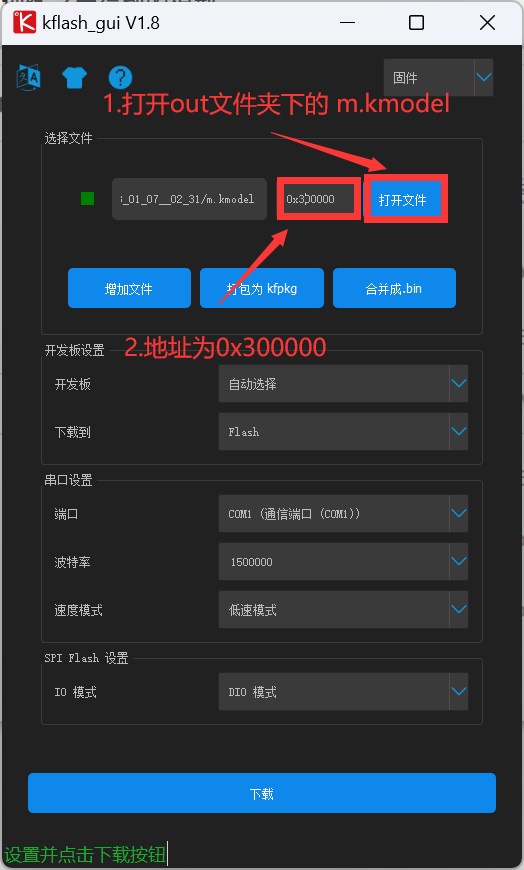 kflash_gui V1.8
固件
1.打开out文件夹下的 m.kmodel
选择文件
_01_07__02_31/m.kmodel
0x300000
打开文件
增加文件
打包为 kfpkg
合并成.bin
2.地址为0x300000
开发板设置
开发板
自动选择
下载到
Flash
串口设置
端口
COM1 (通信端口 (COM1))
波特率
1500000
速度模式
低速模式
SPI Flash 设置
IO 模式
DIO 模式
下载
设置并点击下载按钮